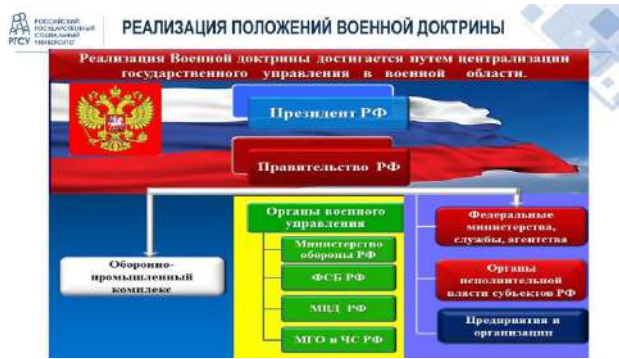 РОССИЙСКИЙ
ГОСУДАРСТВЕННЫЙ
СОЦИАЛЬНЫЙ
УНИВЕРСИТЕТ
РГСУ
РЕАЛИЗАЦИЯ ПОЛОЖЕНИЙ ВОЕННОЙ ДОКТРИНЫ
Реализация Военной доктрины достигается путем централизации
государственного управления в военной области.
Президент РФ
Правительство РФ
Оборонно-
промышленный
комплекс
Органы военного
управления
Министерство
обороны РФ
ФСБ РФ
МВД РФ
МГО и ЧС РФ
Федеральные
министерства,
службы, агентства
Органы
исполнительной
власти субъектов РФ
Предприятия и
организации